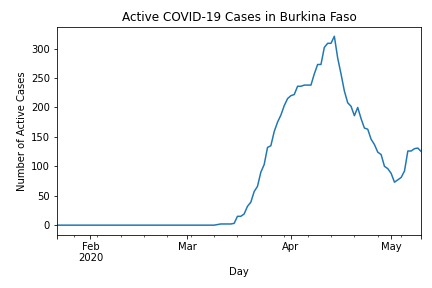 Active COVID-19 Cases in Burkina Faso
Number of Active Cases
300
250
200
150
100
50
0
Feb Mar Apr May
2020
Day